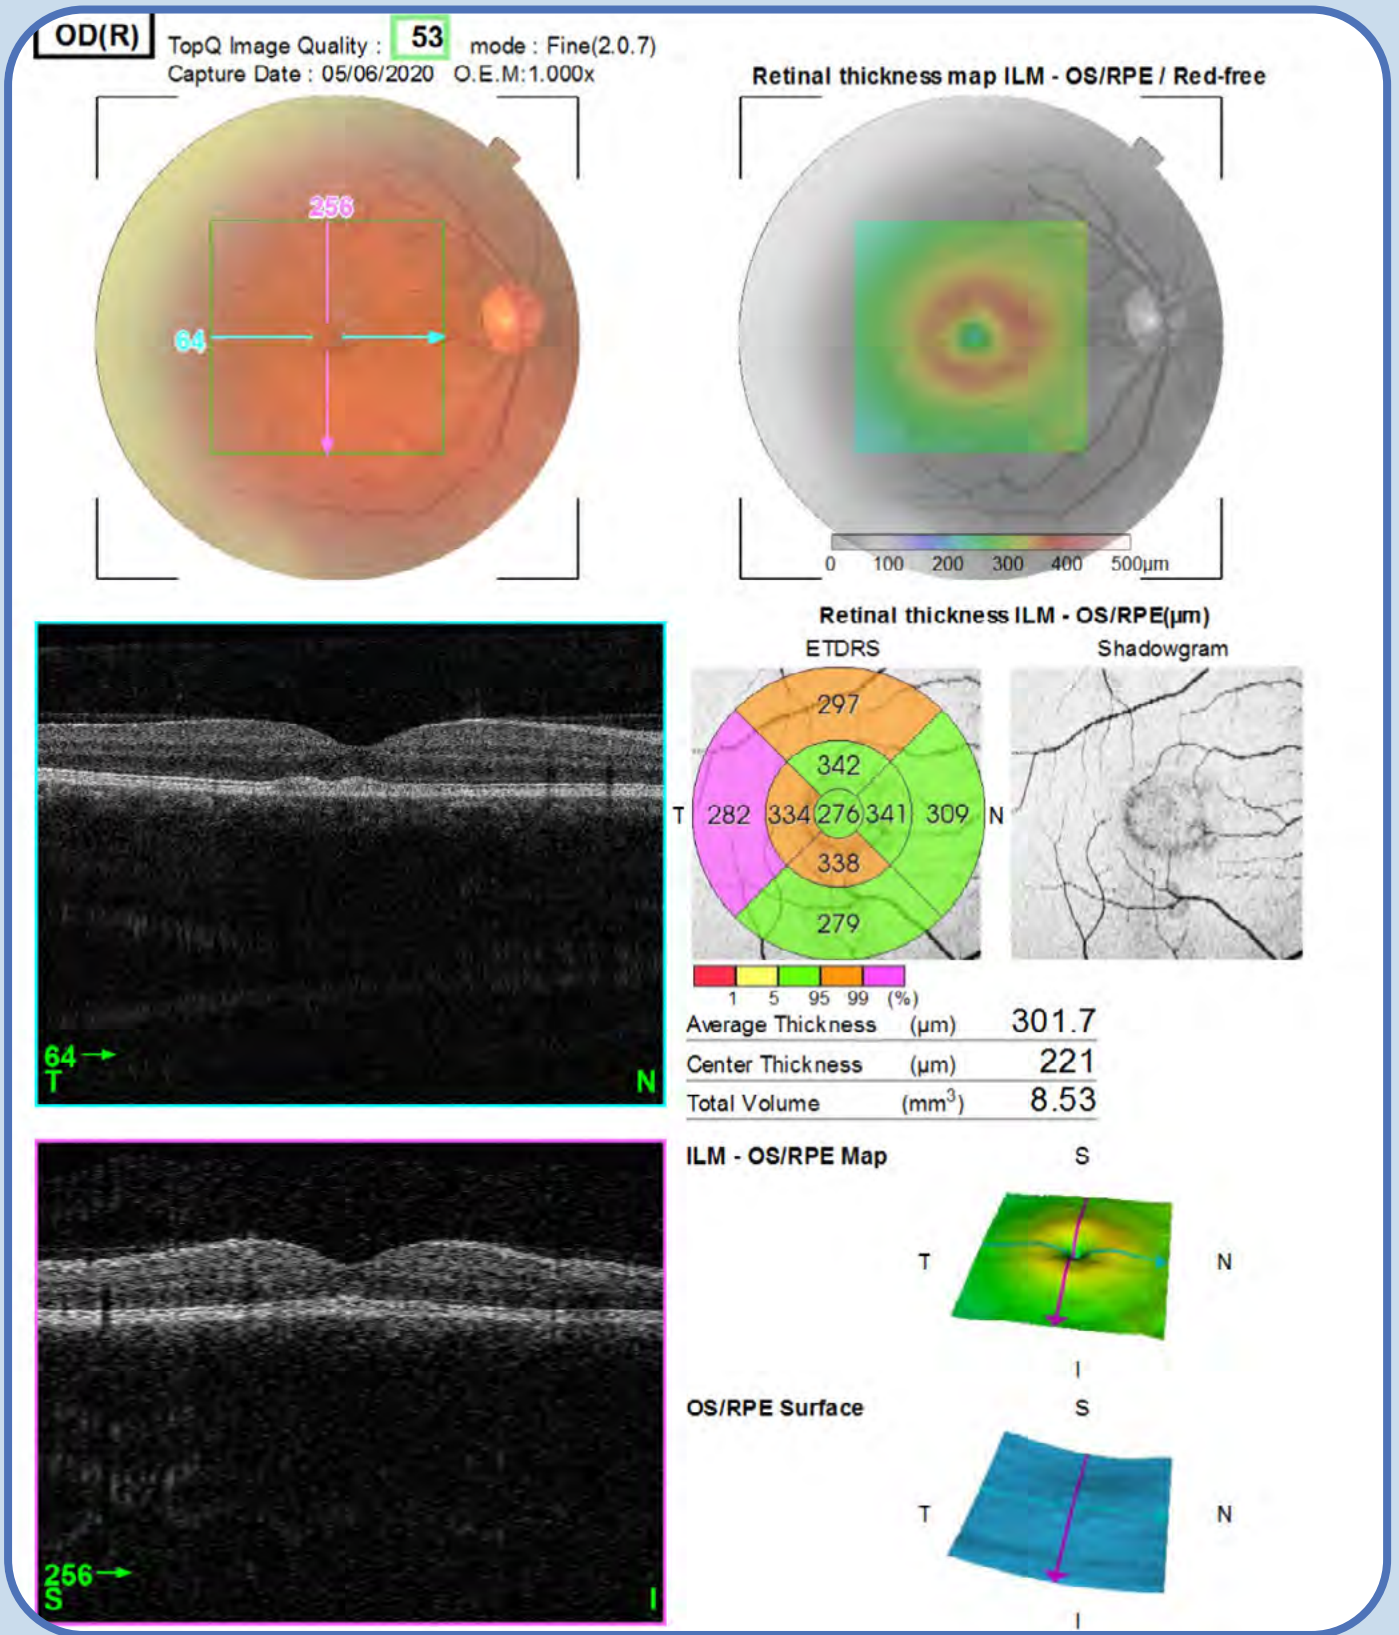 OD(R)
TopQ Image Quality : 53 mode : Fine(2.0.7)
Capture Date : 05/06/2020 O.E.M:1.000x
Retinal thickness map ILM - OS/RPE / Red-free
256
64
0 100 200 300 400 500µm
Retinal thickness ILM - OS/RPE(µm)
ETDRS
Shadowgram
297
342
T 282 334 276 341 309 N
338
279
1 5 95 99 (%)
Average Thickness (µm) 301.7
Center Thickness (µm) 221
Total Volume (mm³) 8.53
64
T N
ILM - OS/RPE Map
S
T N
I
OS/RPE Surface
S
T N
I
256
S I